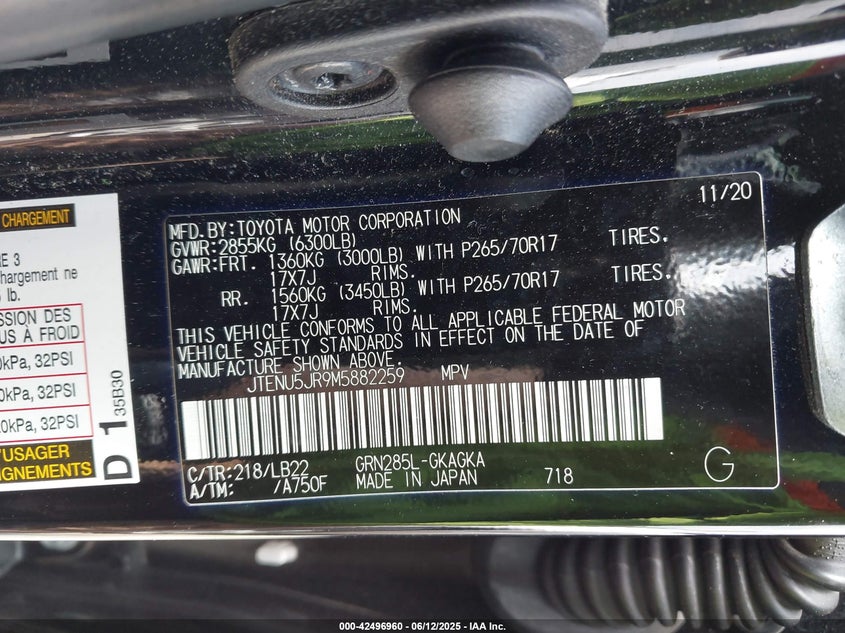 CHARGEMENT
E 3
chargement ne
lb.
SSION DES
US À FROID
0kPa, 32PSI
0kPa, 32PSI
0kPa, 32PSI
'USAGER
IGNEMENTS
D 1 35B30
11/20
MFD.BY:TOYOTA MOTOR CORPORATION
GVWR:2855KG (6300LB)
GAWR:FRT. 1360KG (3000LB) WITH P265/70R17 TIRES.
17X7J RIMS.
RR. 1560KG (3450LB) WITH P265/70R17 TIRES.
17X7J RIMS.
THIS VEHICLE CONFORMS TO ALL APPLICABLE FEDERAL MOTOR
VEHICLE SAFETY STANDARDS IN EFFECT ON THE DATE OF
MANUFACTURE SHOWN ABOVE.
JTENU5JR9M5882259 MPV
C/TR:218/LB22 GRN285L-GKAGKA
A/TM: /A750F MADE IN JAPAN 718 G
000-42496960 - 06/12/2025 - IAA Inc.